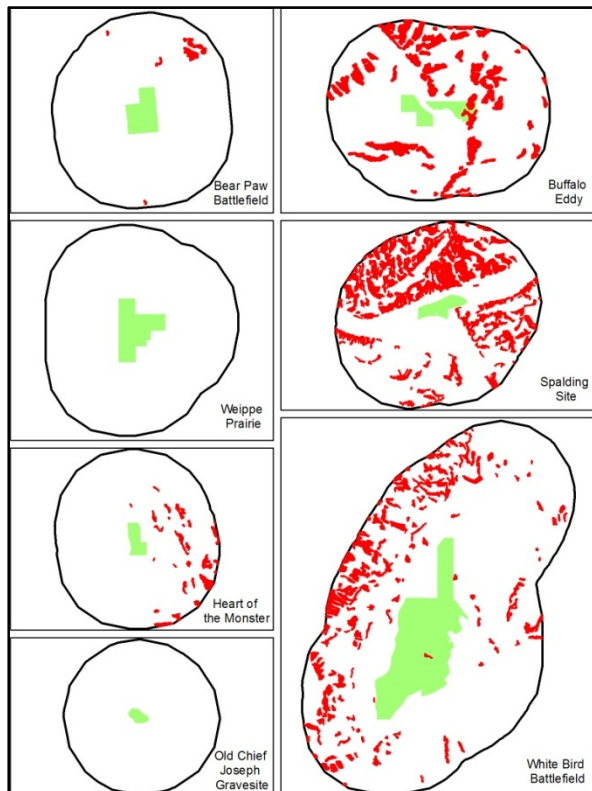 Bear Paw
Battlefield
Buffalo
Eddy
Weippe
Prairie
Spalding
Site
Heart of
the Monster
Old Chief
Joseph
Gravesite
White Bird
Battlefield